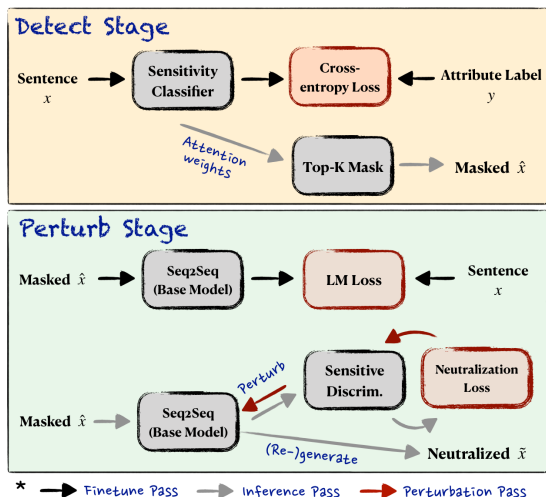 Detect Stage
Sentence
x
Sensitivity
Classifier
Cross-
entropy Loss
Attribute Label
y
Attention
weights
Top-K Mask
Masked x̂
Perturb Stage
Masked x̂
Seq2Seq
(Base Model)
LM Loss
Sentence
x
Perturb
Sensitive
Discrim.
Neutralization
Loss
Masked x̂
Seq2Seq
(Base Model)
(Re-)generate
Neutralized x̃
* Finetune Pass Inference Pass Perturbation Pass